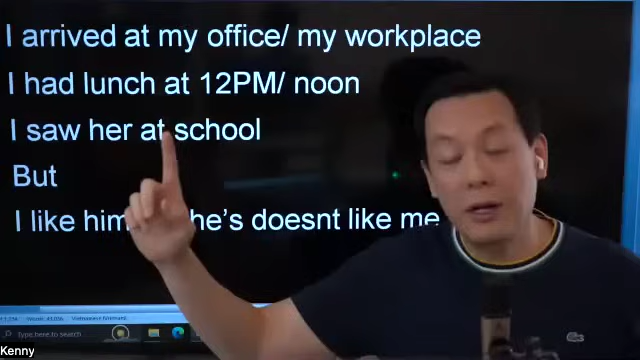 I arrived at my office/ my workplace
I had lunch at 12PM/ noon
I saw her at school
But
I like him he's doesnt like me
Type here to search
Kenny